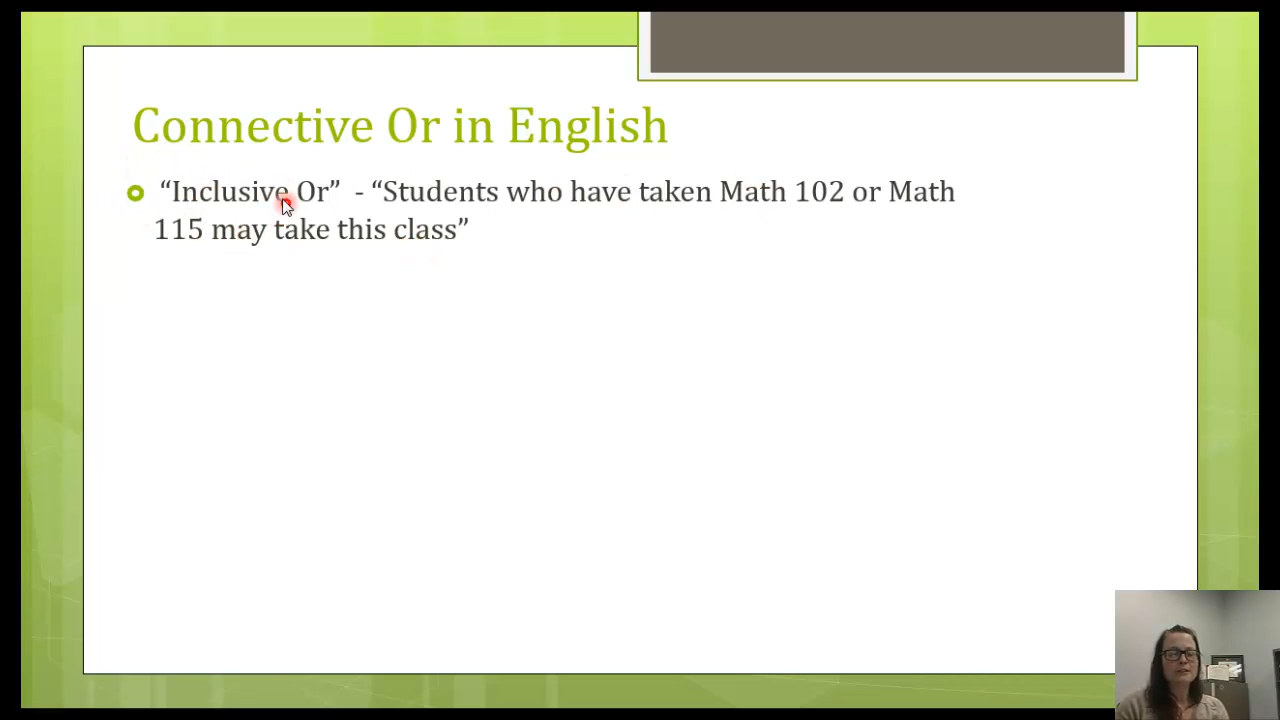 Connective Or in English
“Inclusive Or”  - “Students who have taken Math 102 or Math
115 may take this class”